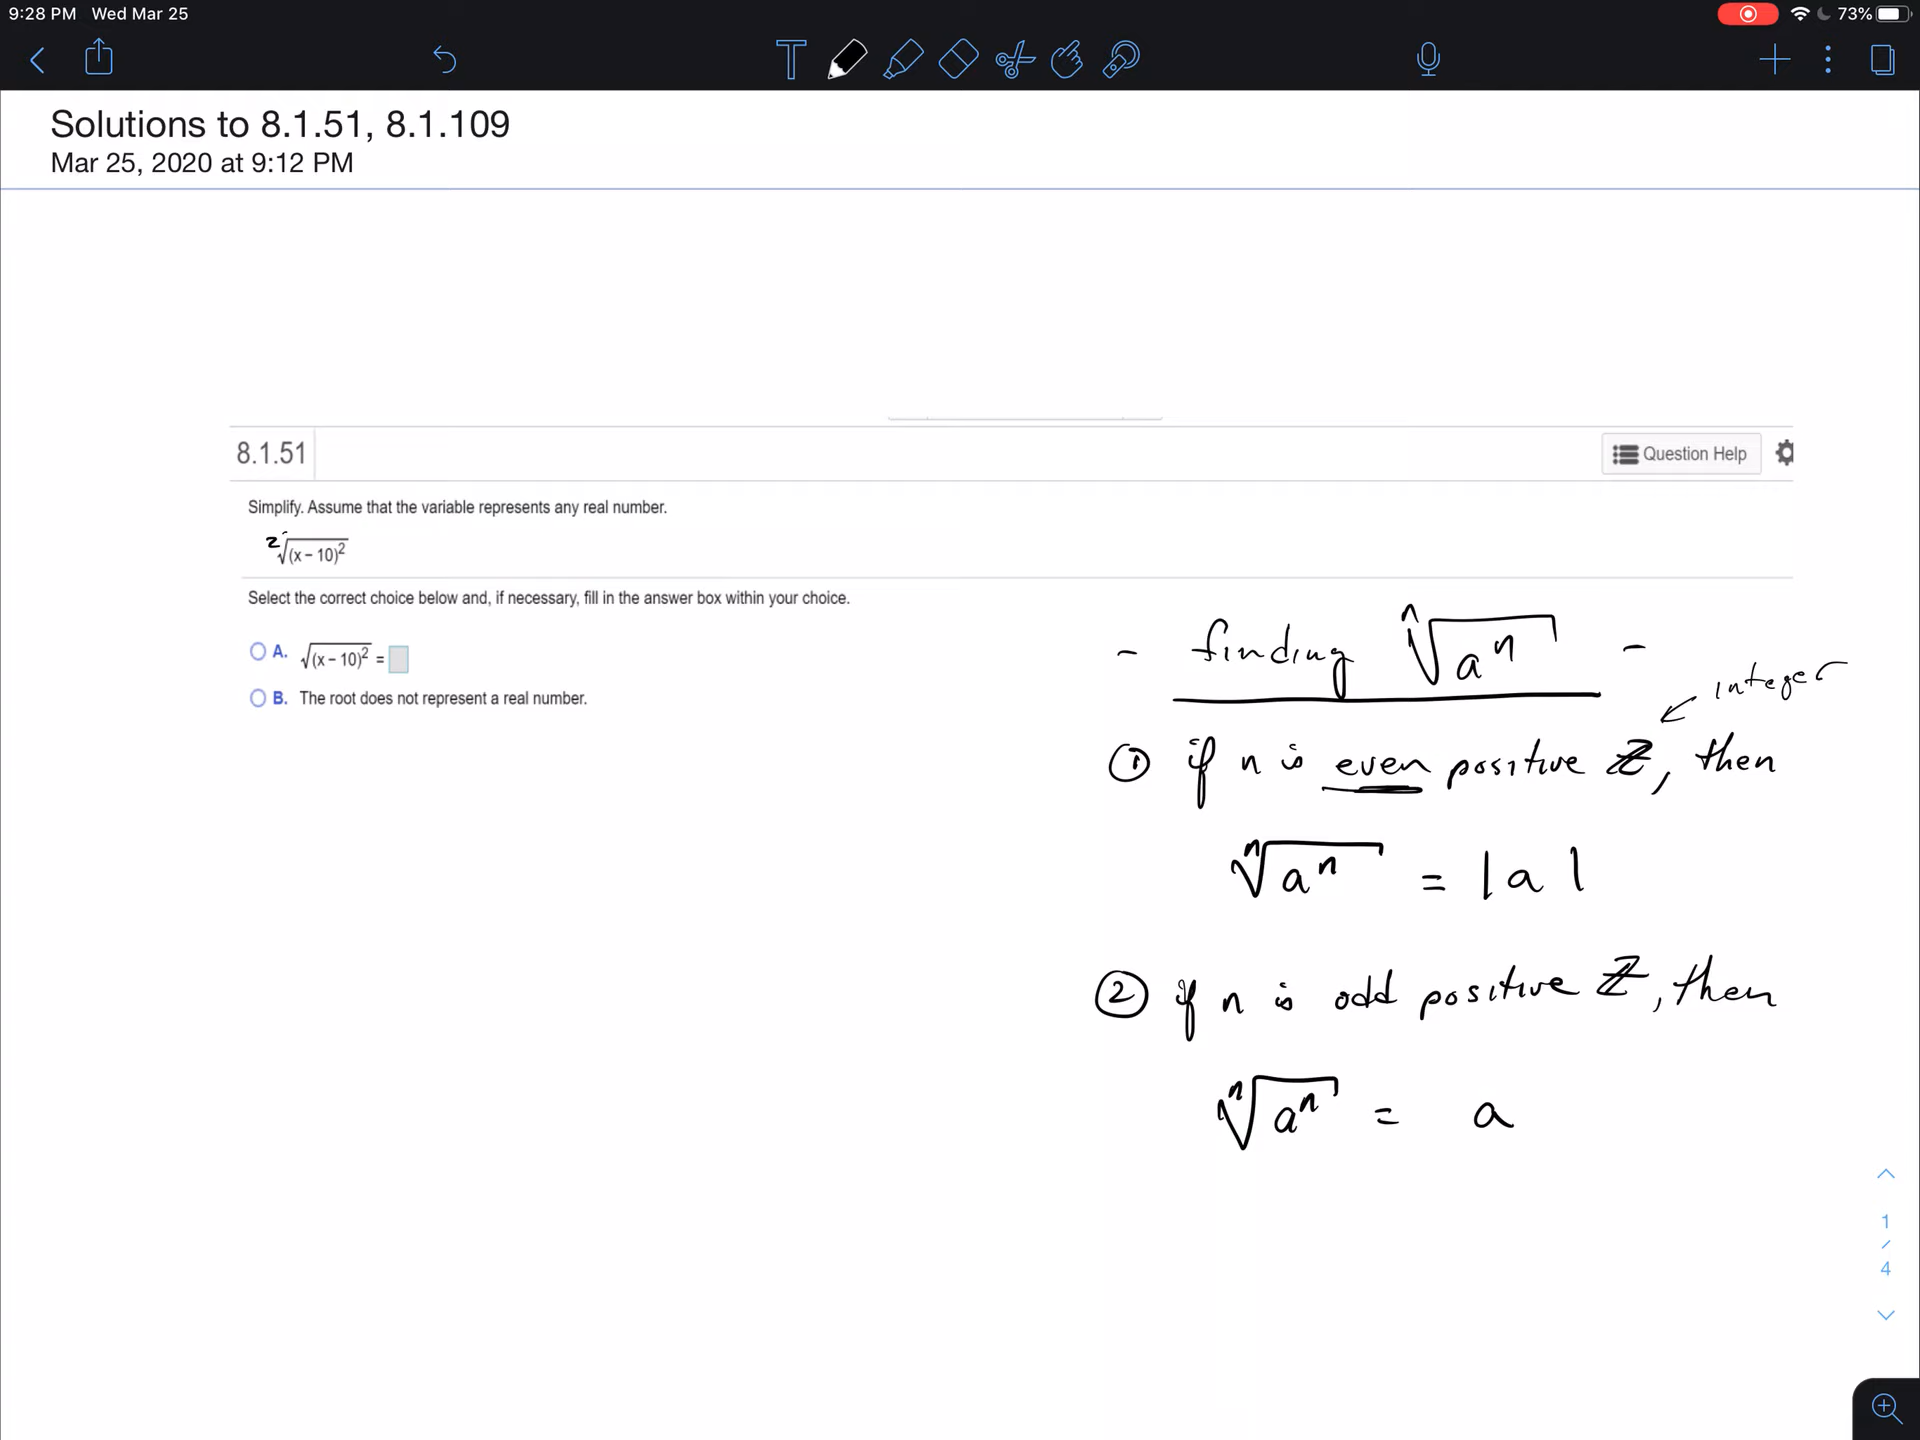 9:28 PM Wed Mar 25
73%
Solutions to 8.1.51, 8.1.109
Mar 25, 2020 at 9:12 PM
8.1.51
Question Help
Simplify. Assume that the variable represents any real number.
2√(x – 10)²
Select the correct choice below and, if necessary, fill in the answer box within your choice.
A. √(x – 10)² =
B. The root does not represent a real number.
- finding ⁿ√aⁿ -
integer
① if n is even positive ℤ, then
ⁿ√aⁿ = |a|
② if n is odd positive ℤ, then
ⁿ√aⁿ = a
1
/
4